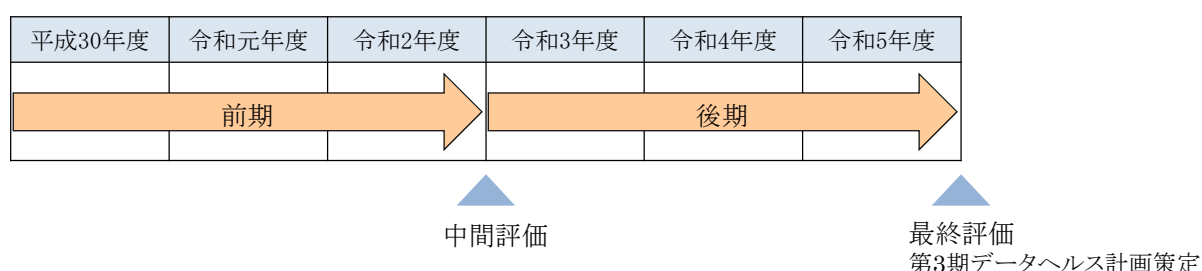 平成30年度 令和元年度 令和2年度 令和3年度 令和4年度 令和5年度
前期 後期
中間評価 最終評価
第3期データヘルス計画策定